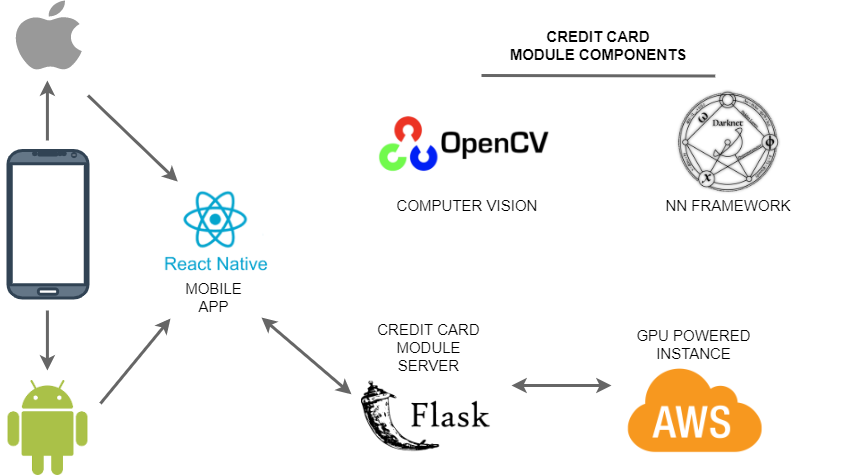 CREDIT CARD
MODULE COMPONENTS
OpenCV
Darknet
ω
φ
x
COMPUTER VISION
NN FRAMEWORK
React Native
MOBILE
APP
CREDIT CARD
MODULE
SERVER
Flask
GPU POWERED
INSTANCE
AWS